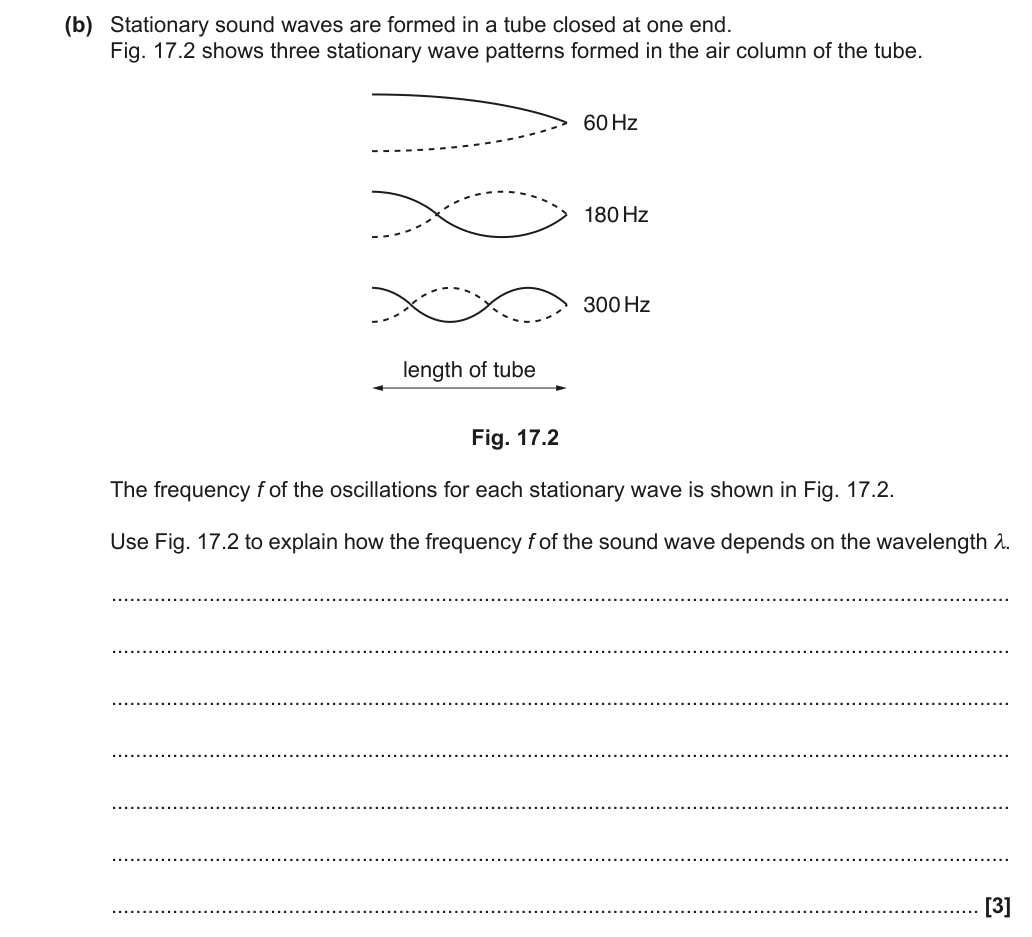 (b) Stationary sound waves are formed in a tube closed at one end.
Fig. 17.2 shows three stationary wave patterns formed in the air column of the tube.
60 Hz
180 Hz
300 Hz
length of tube
Fig. 17.2
The frequency f of the oscillations for each stationary wave is shown in Fig. 17.2.
Use Fig. 17.2 to explain how the frequency f of the sound wave depends on the wavelength λ.
[3]